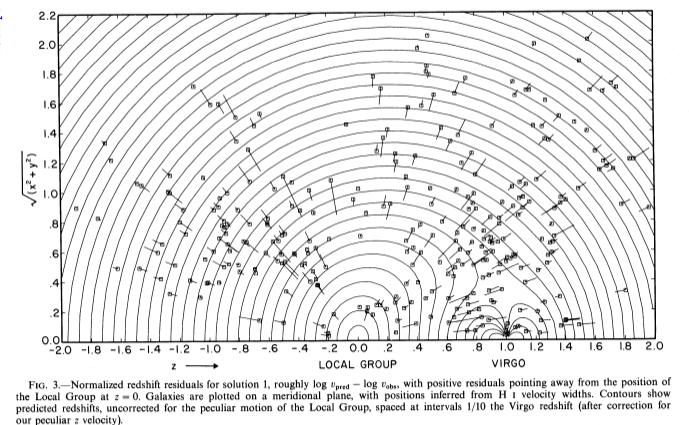 2.2
2.0
1.8
1.6
1.4
1.2
1.0
.8
.6
.4
.2
0.0
√(x² + y²)
-2.0 -1.8 -1.6 -1.4 -1.2 -1.0 -.8 -.6 -.4 -.2 0.0 .2 .4 .6 .8 1.0 1.2 1.4 1.6 1.8 2.0
z → LOCAL GROUP VIRGO
FIG. 3.—Normalized redshift residuals for solution 1, roughly log v_pred − log v_obs, with positive residuals pointing away from the position of
the Local Group at z = 0. Galaxies are plotted on a meridional plane, with positions inferred from H I velocity widths. Contours show
predicted redshifts, uncorrected for the peculiar motion of the Local Group, spaced at intervals 1/10 the Virgo redshift (after correction for
our peculiar z velocity).